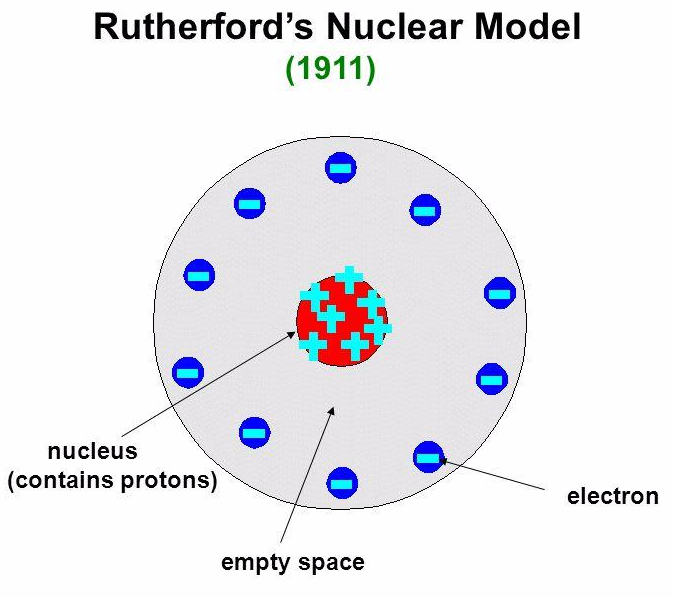 Rutherford's Nuclear Model
(1911)
nucleus
(contains protons)
electron
empty space